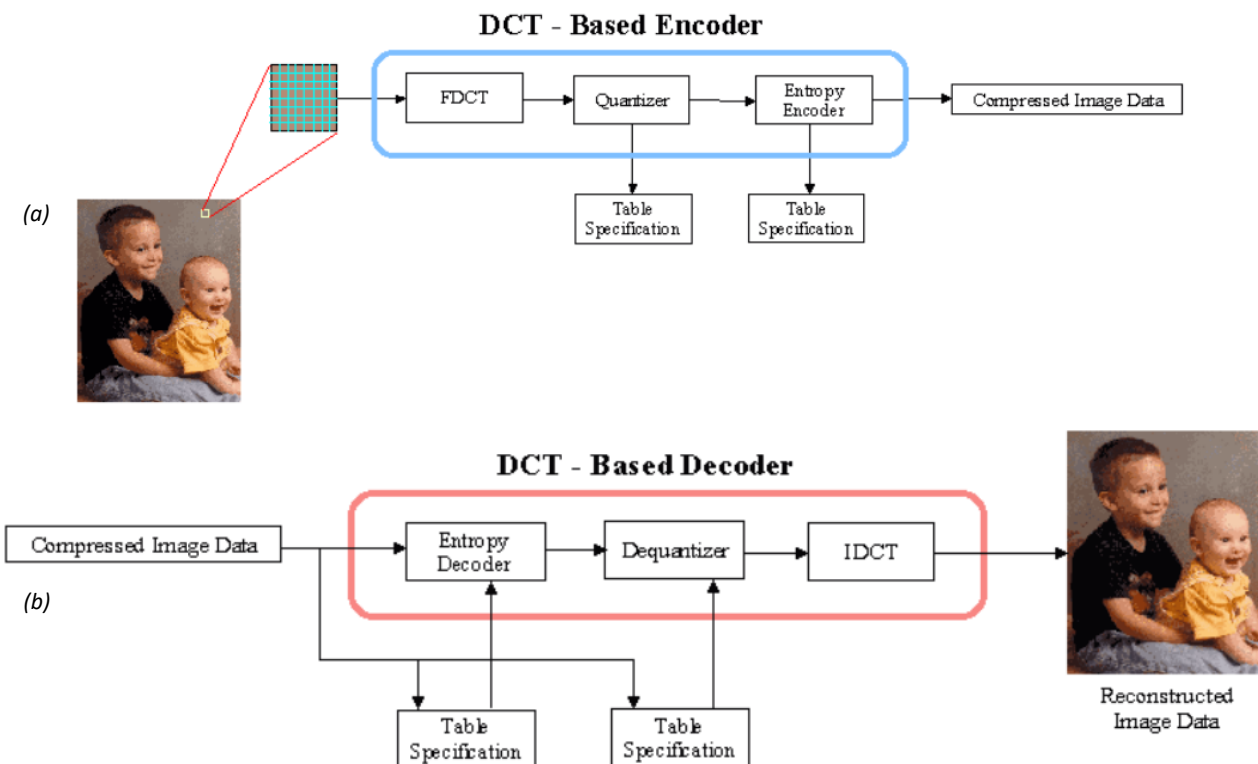 DCT - Based Encoder
FDCT
Quantizer
Entropy
Encoder
Compressed Image Data
(a)
Table
Specification
Table
Specification
DCT - Based Decoder
Compressed Image Data
Entropy
Decoder
Dequantizer
IDCT
(b)
Table
Specification
Table
Specification
Reconstructed
Image Data